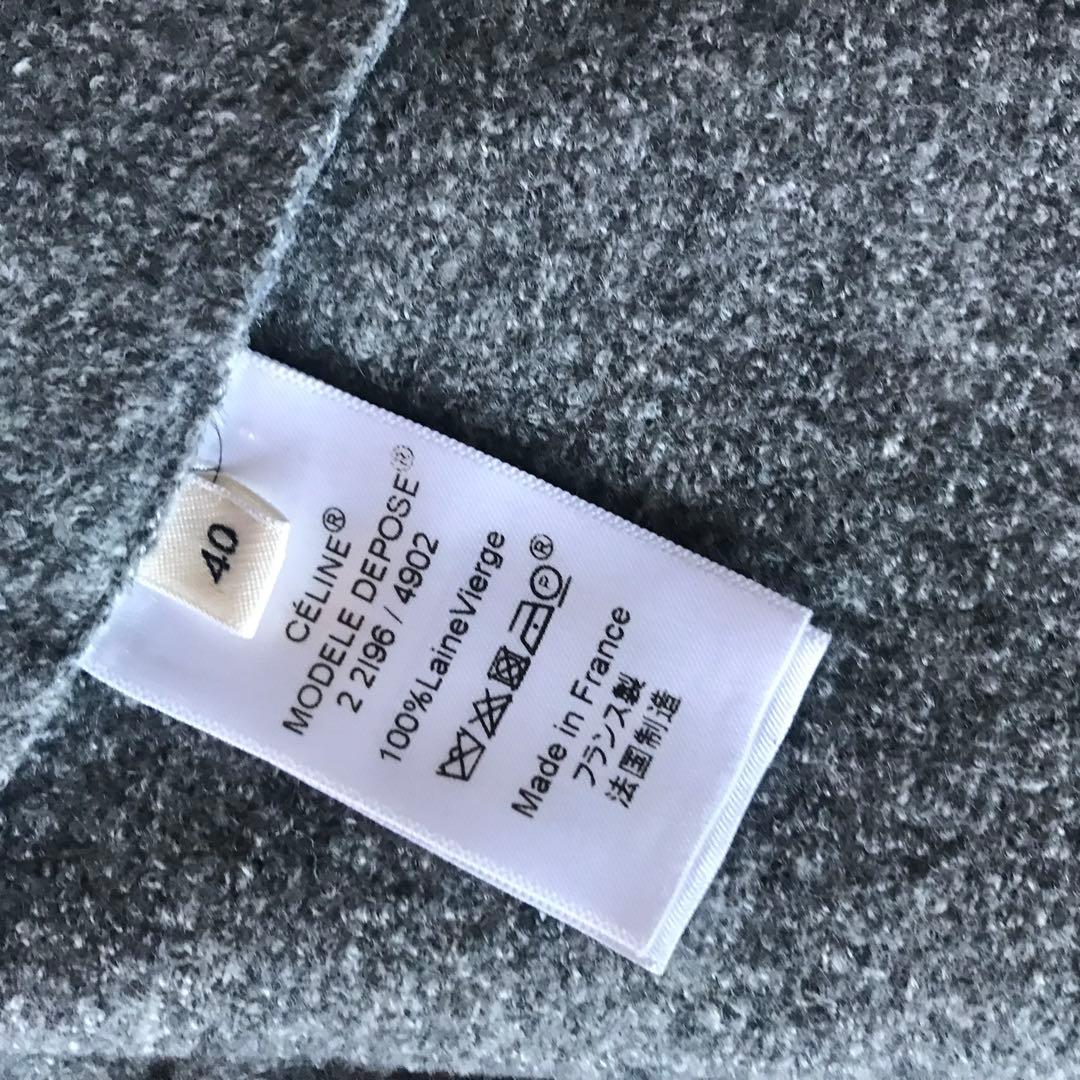 40
CÉLINE®
MODELE DEPOSE®
2 2I96 / 4902
100%LaineVierge
P ®
Made in France
フランス製
法国制造